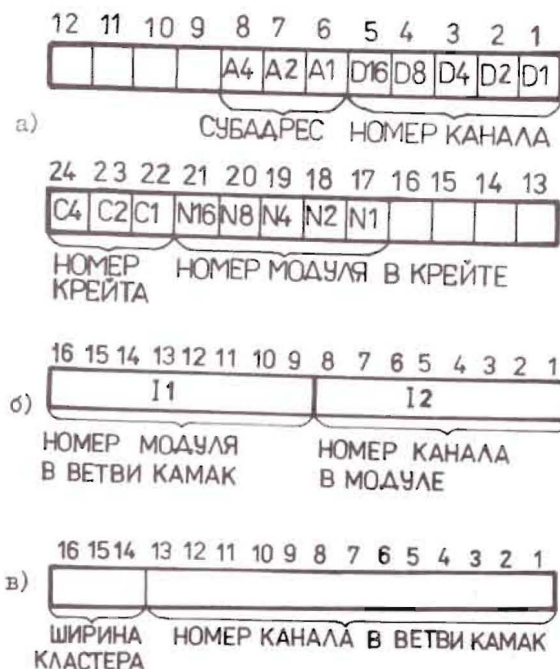 12 11 10 9 8 7 6 5 4 3 2 1
A4 A2 A1 D16 D8 D4 D2 D1
а)
СУБАДРЕС НОМЕР КАНАЛА
24 23 22 21 20 19 18 17 16 15 14 13
C4 C2 C1 N16 N8 N4 N2 N1
НОМЕР КРЕЙТА
НОМЕР МОДУЛЯ В КРЕЙТЕ
16 15 14 13 12 11 10 9 8 7 6 5 4 3 2 1
б)
I1 I2
НОМЕР МОДУЛЯ
В ВЕТВИ КАМАК
НОМЕР КАНАЛА
В МОДУЛЕ
16 15 14 13 12 11 10 9 8 7 6 5 4 3 2 1
в)
ШИРИНА
КЛАСТЕРА
НОМЕР КАНАЛА В ВЕТВИ КАМАК